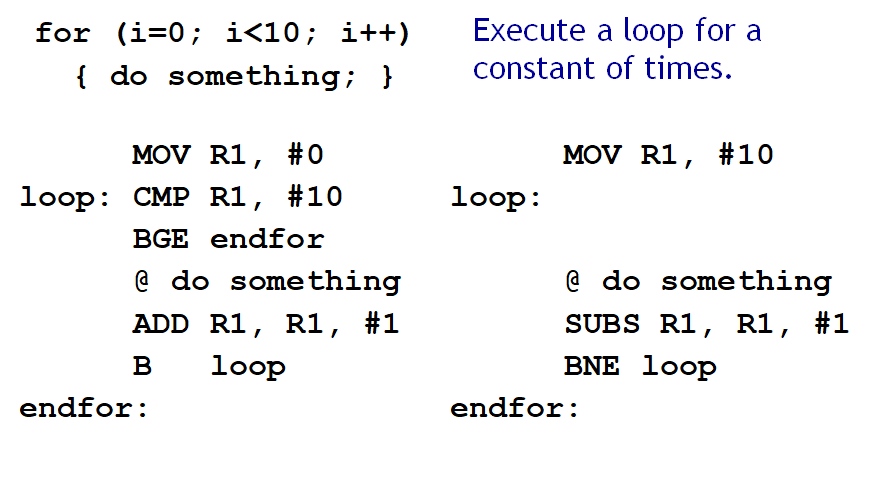 for (i=0; i<10; i++)
{ do something; }
Execute a loop for a
constant of times.
MOV R1, #0
loop: CMP R1, #10
BGE endfor
@ do something
ADD R1, R1, #1
B loop
endfor:
MOV R1, #10
loop:
@ do something
SUBS R1, R1, #1
BNE loop
endfor: